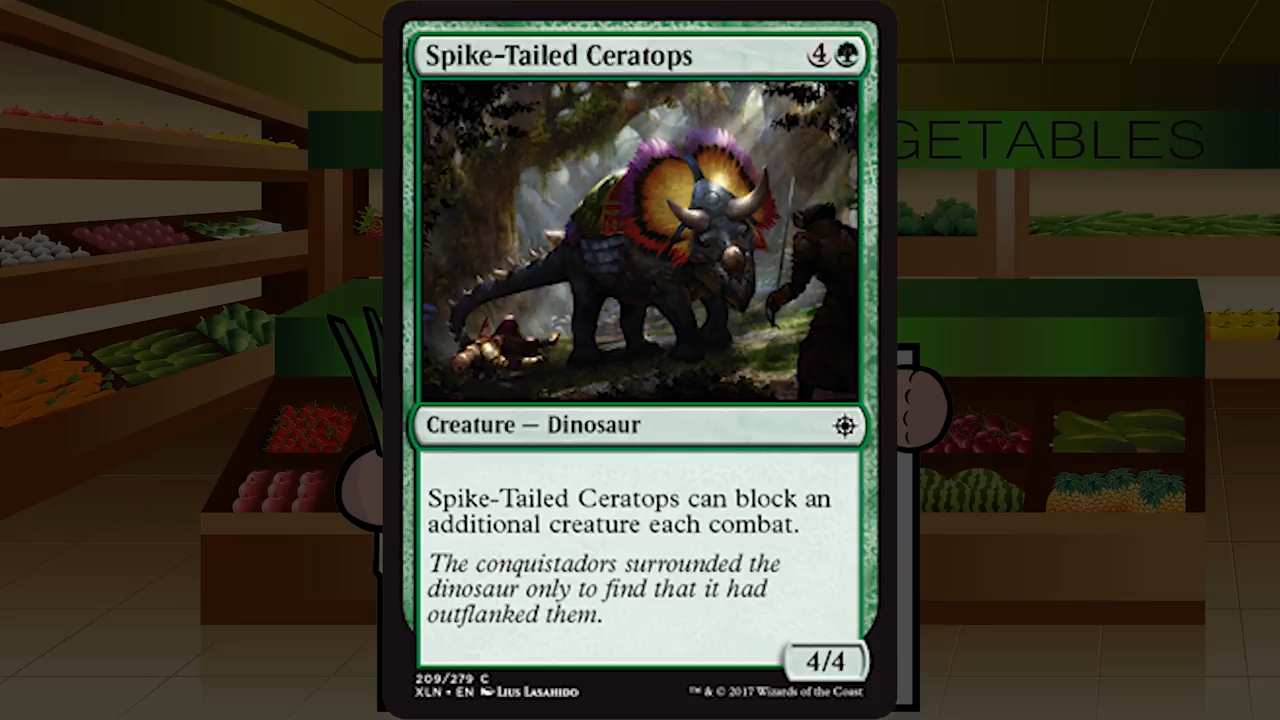 Spike-Tailed Ceratops 4
GETABLES
Creature — Dinosaur
Spike-Tailed Ceratops can block an
additional creature each combat.
The conquistadors surrounded the
dinosaur only to find that it had
outflanked them.
4/4
209/279 C
XLN • EN Lius Lasahido
™ & © 2017 Wizards of the Coast